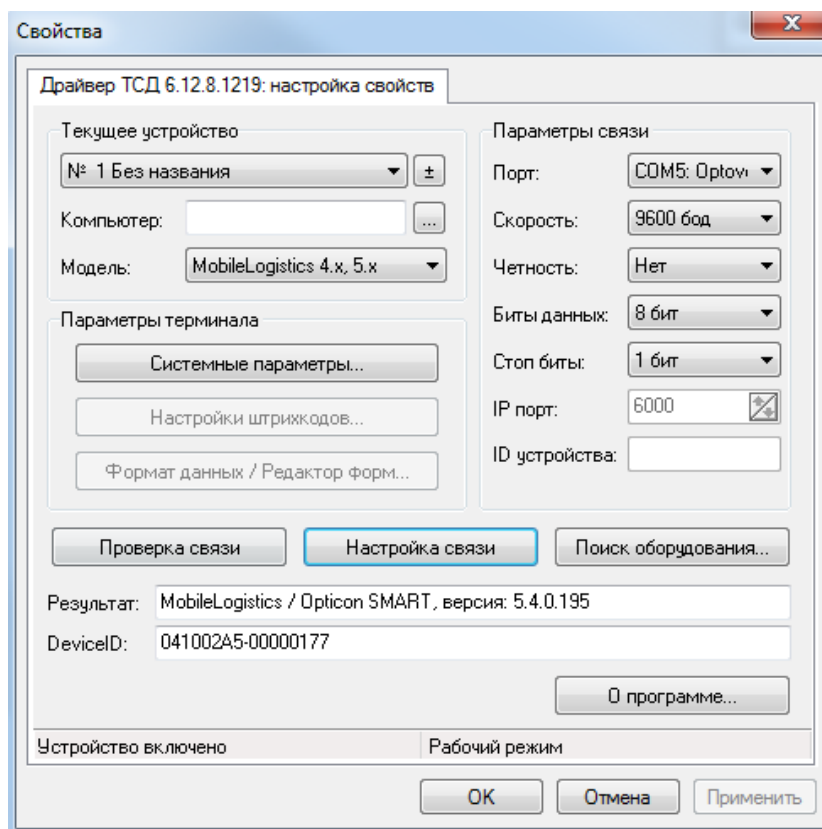 Свойства
Драйвер ТСД 6.12.8.1219: настройка свойств
Текущее устройство
№ 1 Без названия
±
Компьютер:
...
Модель: MobileLogistics 4.x, 5.x
Параметры связи
Порт: COM5: Optov
Скорость: 9600 бод
Четность: Нет
Биты данных: 8 бит
Стоп биты: 1 бит
IP порт: 6000
ID устройства:
Параметры терминала
Системные параметры...
Настройки штрихкодов...
Формат данных / Редактор форм...
Проверка связи Настройка связи Поиск оборудования...
Результат: MobileLogistics / Opticon SMART, версия: 5.4.0.195
DeviceID: 041002A5-00000177
О программе...
Устройство включено Рабочий режим
OK Отмена Применить